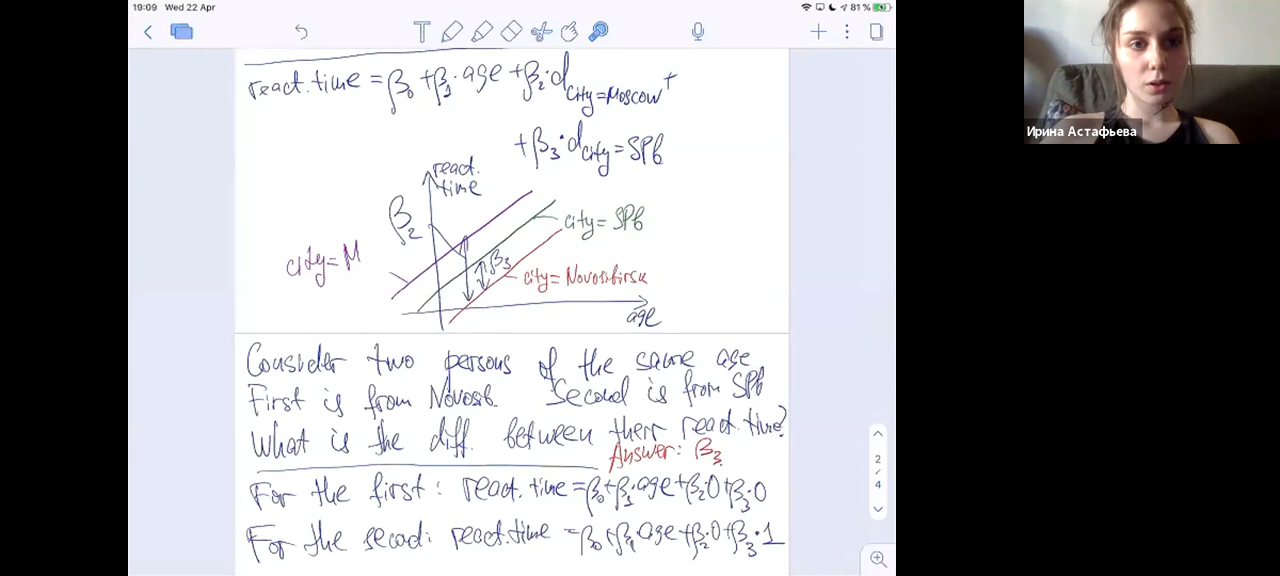 19:09 Wed 22 Apr
81 %
react.time = β₀ + β₁·age + β₂·d city=Moscow +
+ β₃·d city=SPb
react.
time
β₂
city=SPb
city=M
β₃
city=Novosibirsk
age
Consider two persons of the same age
First is from Novosib. Second is from SPb
What is the diff. between their react.time?
Answer: β₃
For the first: react.time = β₀+β₁·age+β₂·0+β₃·0
For the second: react.time = β₀+β₁·age+β₂·0+β₃·1
2
/
4
Ирина Астафьева